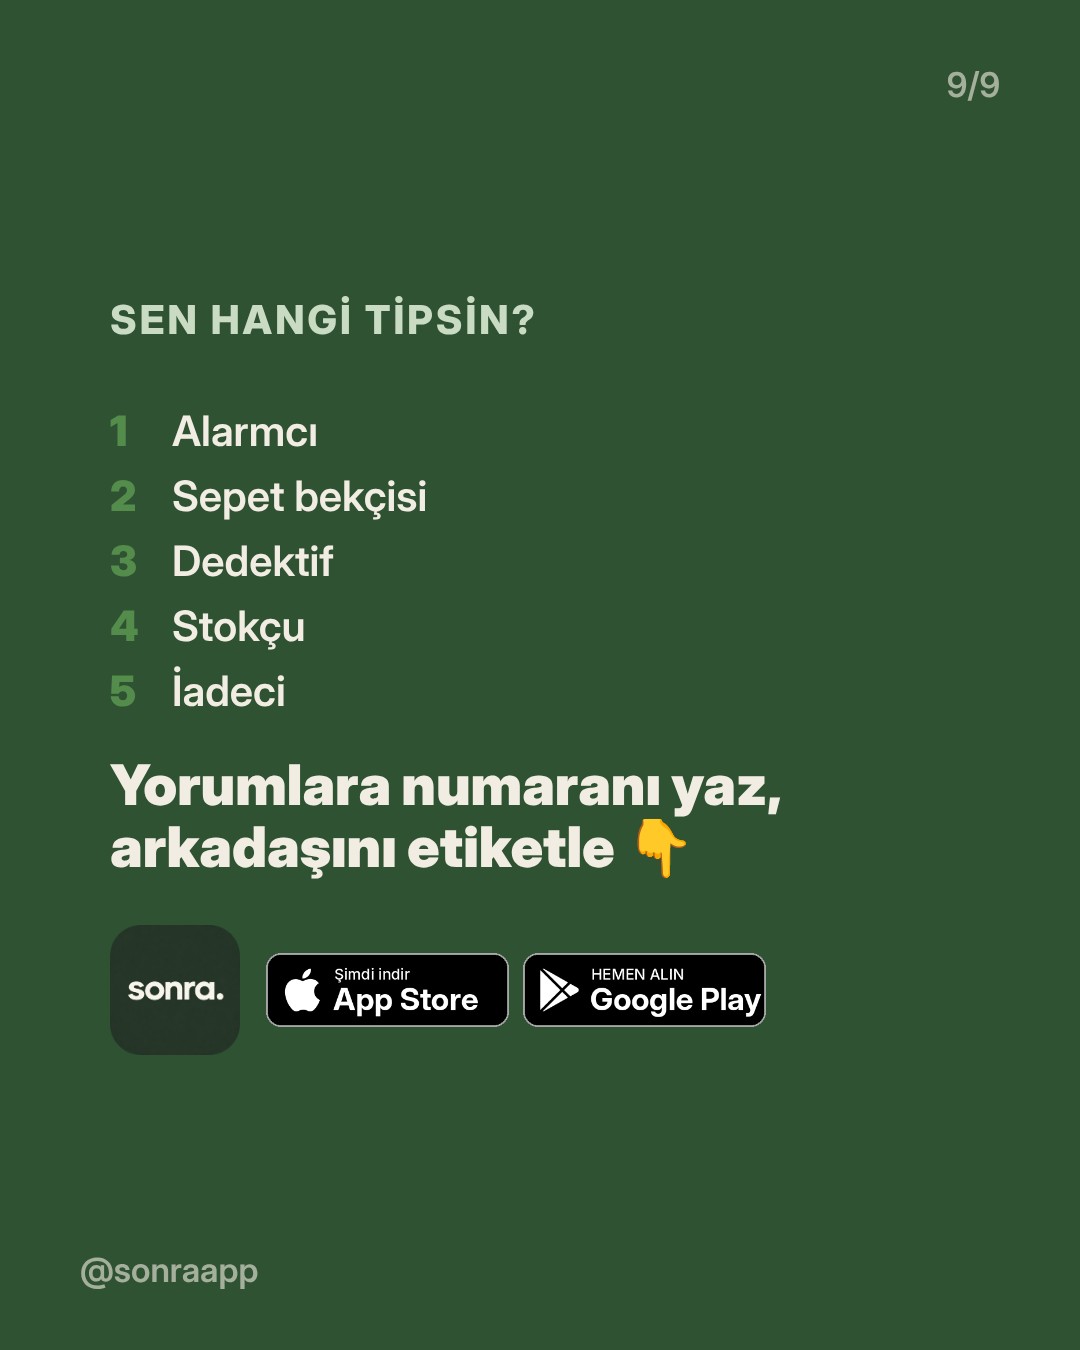 9/9
SEN HANGİ TİPSİN?
1 Alarmcı
2 Sepet bekçisi
3 Dedektif
4 Stokçu
5 İadeci
Yorumlara numaranı yaz,
arkadaşını etiketle 👇
sonra.
Şimdi indir
App Store
HEMEN ALIN
Google Play
@sonraapp